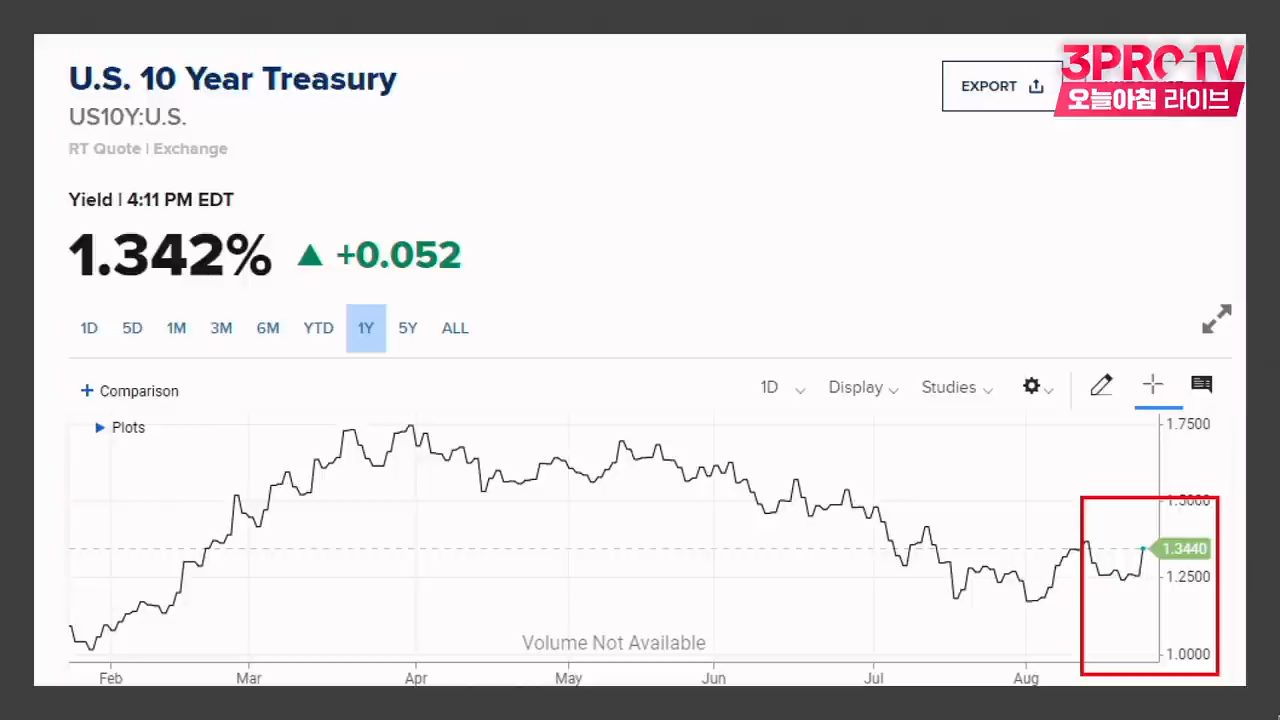 U.S. 10 Year Treasury
US10Y:U.S.
RT Quote | Exchange
EXPORT
3PROTV
오늘아침 라이브
Yield | 4:11 PM EDT
1.342% ▲ +0.052
1D 5D 1M 3M 6M YTD 1Y 5Y ALL
+ Comparison
1D Display Studies
Plots
1.7500
1.5000
1.3440
1.2500
1.0000
Volume Not Available
Feb Mar Apr May Jun Jul Aug